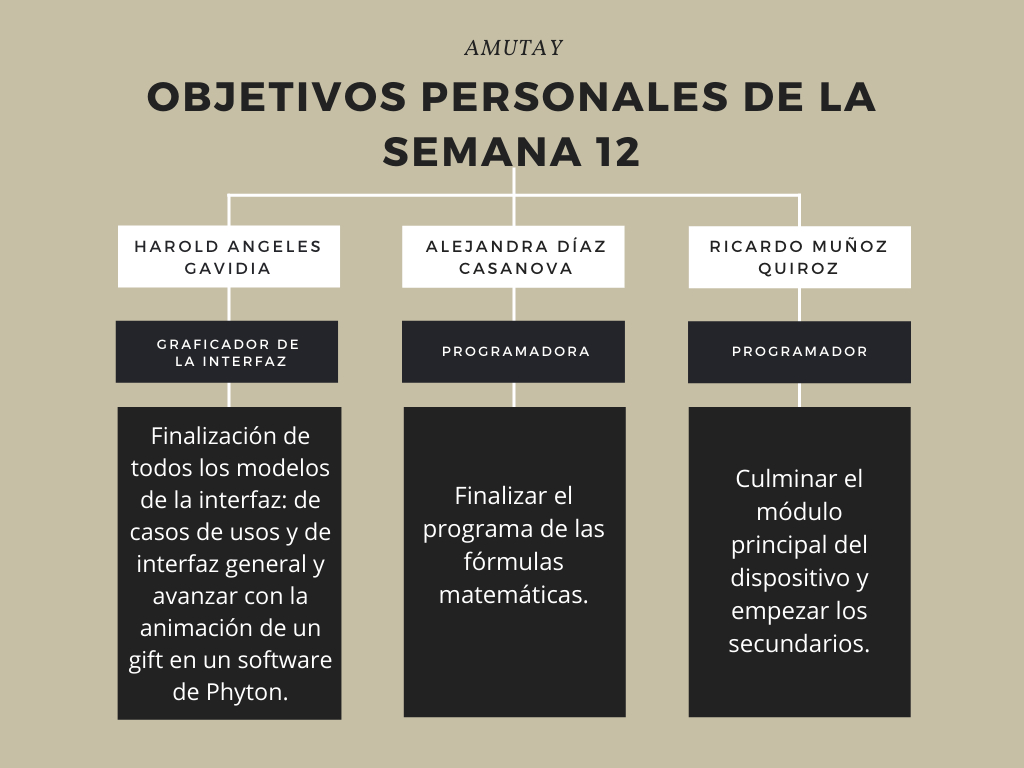 AMUTAY
OBJETIVOS PERSONALES DE LA
SEMANA 12
HAROLD ANGELES
GAVIDIA
GRAFICADOR DE
LA INTERFAZ
Finalización de
todos los modelos
de la interfaz: de
casos de usos y de
interfaz general y
avanzar con la
animación de un
gift en un software
de Phyton.
ALEJANDRA DÍAZ
CASANOVA
PROGRAMADORA
Finalizar el
programa de las
fórmulas
matemáticas.
RICARDO MUÑOZ
QUIROZ
PROGRAMADOR
Culminar el
módulo
principal del
dispositivo y
empezar los
secundarios.